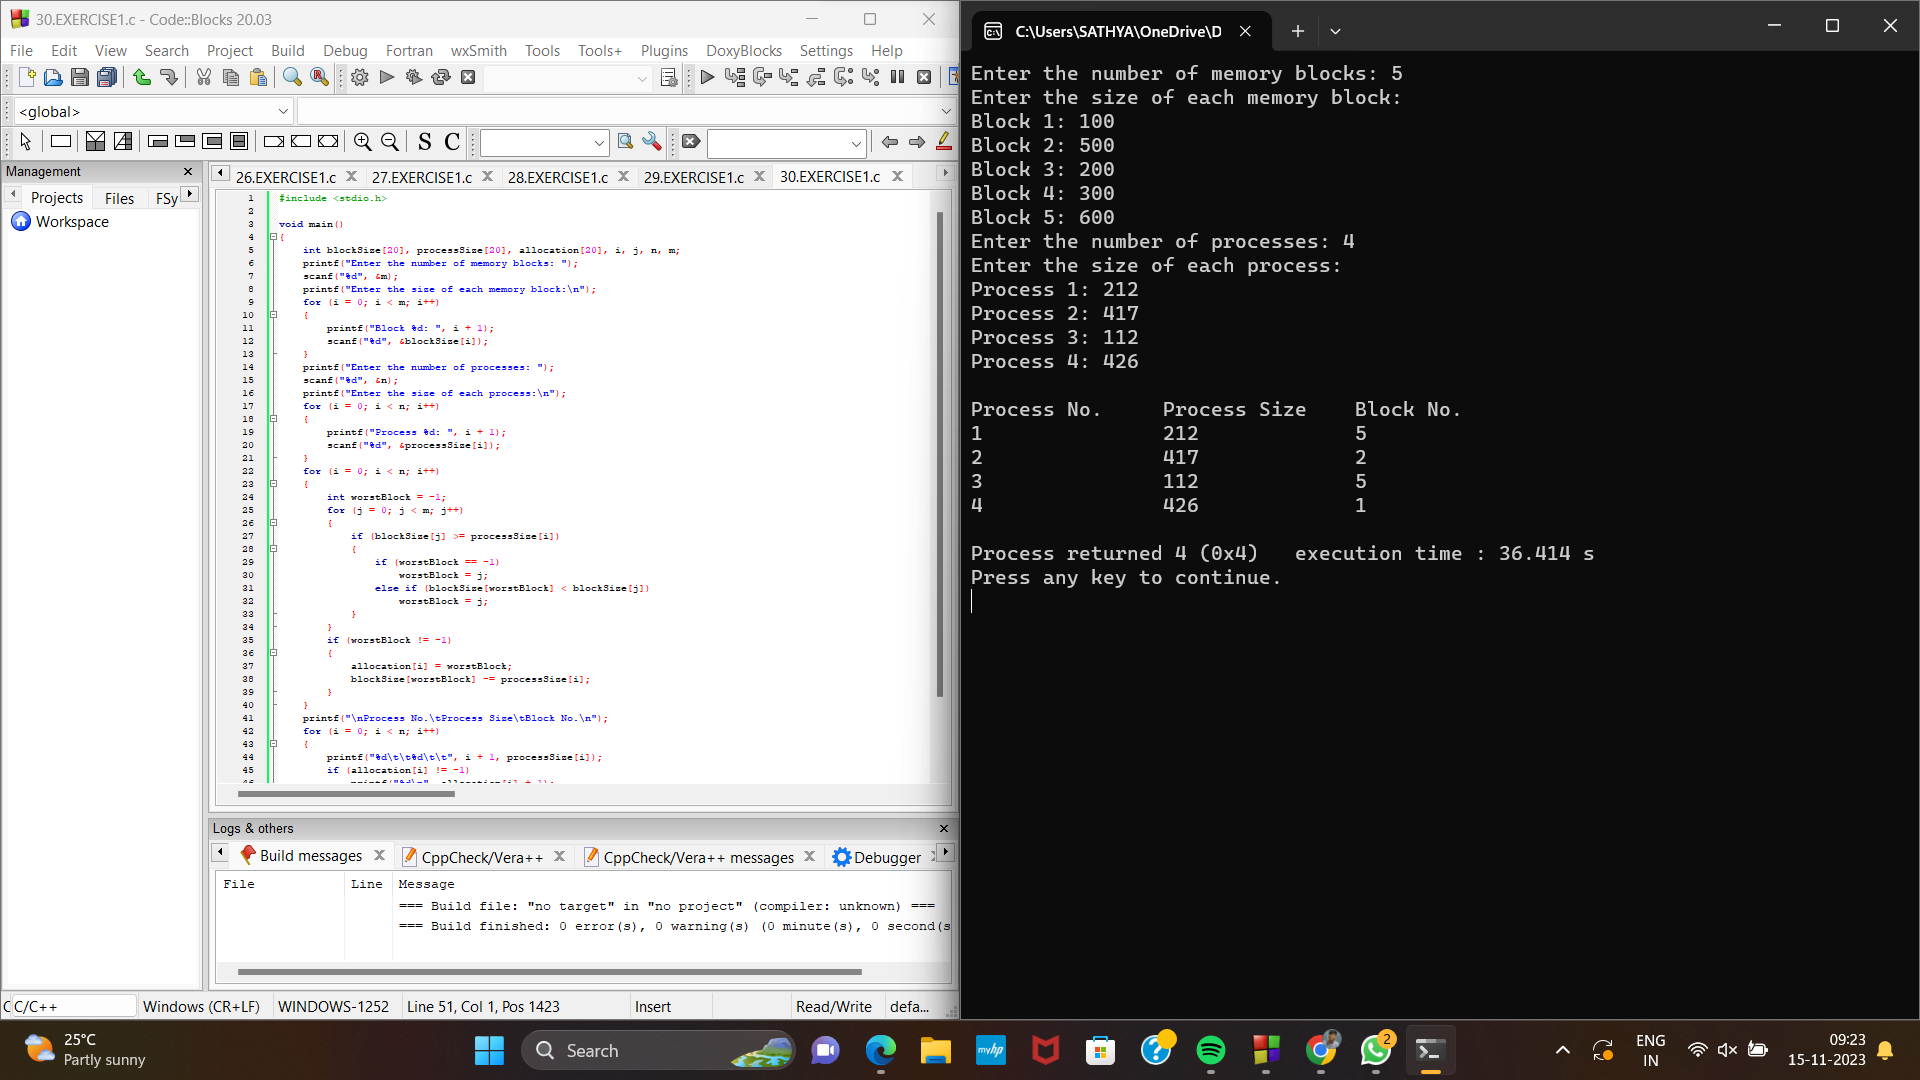 30.EXERCISE1.c - Code::Blocks 20.03
File Edit View Search Project Build Debug Fortran wxSmith Tools Tools+ Plugins DoxyBlocks Settings Help
<global>
S C
Management
Projects Files FSy
Workspace
26.EXERCISE1.c 27.EXERCISE1.c 28.EXERCISE1.c 29.EXERCISE1.c 30.EXERCISE1.c
1 #include <stdio.h>
2
3 void main()
4 {
5 int blockSize[20], processSize[20], allocation[20], i, j, n, m;
6 printf("Enter the number of memory blocks: ");
7 scanf("%d", &m);
8 printf("Enter the size of each memory block:\n");
9 for (i = 0; i < m; i++)
10 {
11 printf("Block %d: ", i + 1);
12 scanf("%d", &blockSize[i]);
13 }
14 printf("Enter the number of processes: ");
15 scanf("%d", &n);
16 printf("Enter the size of each process:\n");
17 for (i = 0; i < n; i++)
18 {
19 printf("Process %d: ", i + 1);
20 scanf("%d", &processSize[i]);
21 }
22 for (i = 0; i < n; i++)
23 {
24 int worstBlock = -1;
25 for (j = 0; j < m; j++)
26 {
27 if (blockSize[j] >= processSize[i])
28 {
29 if (worstBlock == -1)
30 worstBlock = j;
31 else if (blockSize[worstBlock] < blockSize[j])
32 worstBlock = j;
33 }
34 }
35 if (worstBlock != -1)
36 {
37 allocation[i] = worstBlock;
38 blockSize[worstBlock] -= processSize[i];
39 }
40 }
41 printf("\nProcess No.\tProcess Size\tBlock No.\n");
42 for (i = 0; i < n; i++)
43 {
44 printf("%d\t\t%d\t\t", i + 1, processSize[i]);
45 if (allocation[i] != -1)
Logs & others
Build messages CppCheck/Vera++ CppCheck/Vera++ messages Debugger
File Line Message
=== Build file: "no target" in "no project" (compiler: unknown) ===
=== Build finished: 0 error(s), 0 warning(s) (0 minute(s), 0 second(s
C/C++ Windows (CR+LF) WINDOWS-1252 Line 51, Col 1, Pos 1423 Insert Read/Write defa...
C:\Users\SATHYA\OneDrive\D
Enter the number of memory blocks: 5
Enter the size of each memory block:
Block 1: 100
Block 2: 500
Block 3: 200
Block 4: 300
Block 5: 600
Enter the number of processes: 4
Enter the size of each process:
Process 1: 212
Process 2: 417
Process 3: 112
Process 4: 426
Process No. Process Size Block No.
1 212 5
2 417 2
3 112 5
4 426 1
Process returned 4 (0x4) execution time : 36.414 s
Press any key to continue.
25°C
Partly sunny
Search
myhp
2
ENG
IN
09:23
15-11-2023